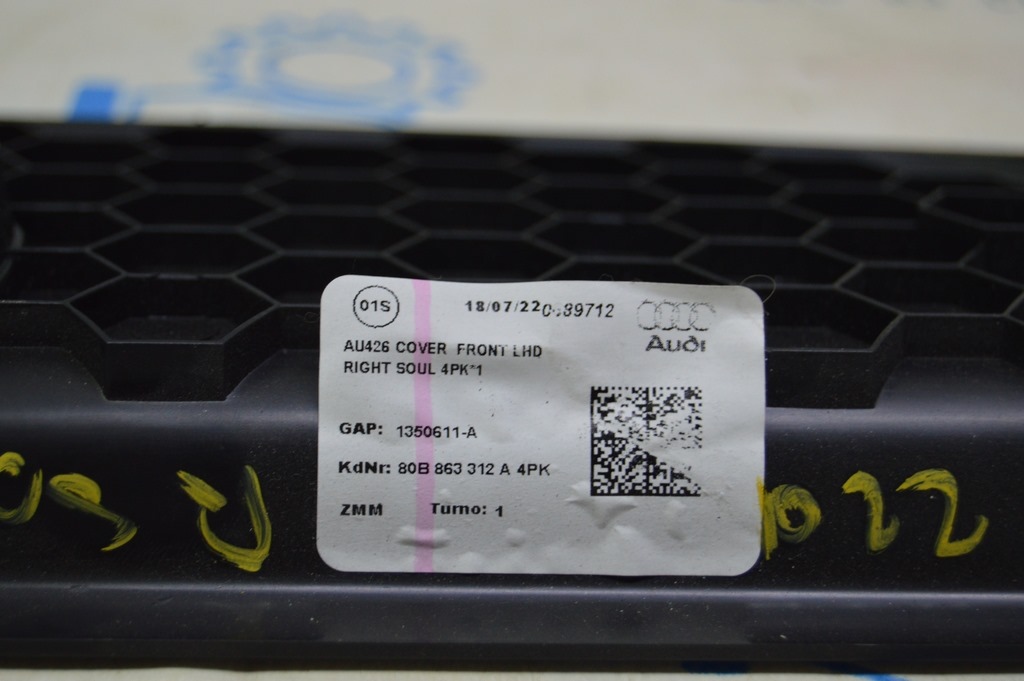 01S 18/07/22 0689712
Audi
AU426 COVER FRONT LHD
RIGHT SOUL 4PK*1
GAP: 1350611-A
KdNr: 80B 863 312 A 4PK
ZMM Turno: 1